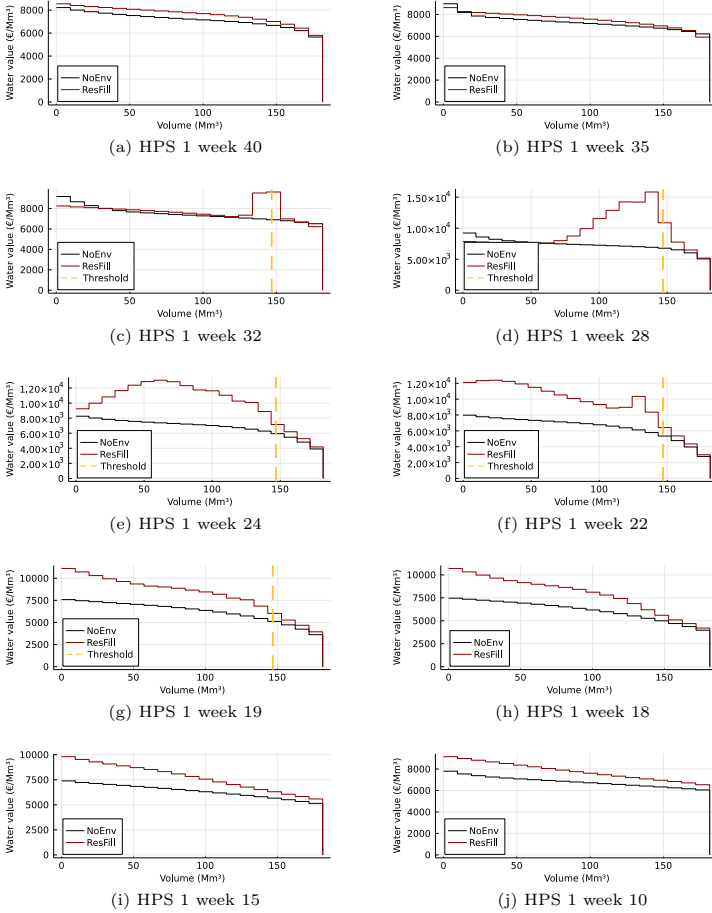 Water value (€/Mm³)
8000
6000
4000
2000
0
NoEnv
ResFill
0 50 100 150
Volume (Mm³)
(a) HPS 1 week 40
Water value (€/Mm³)
8000
6000
4000
2000
0
NoEnv
ResFill
0 50 100 150
Volume (Mm³)
(b) HPS 1 week 35
Water value (€/Mm³)
8000
6000
4000
2000
0
NoEnv
ResFill
Threshold
0 50 100 150
Volume (Mm³)
(c) HPS 1 week 32
Water value (€/Mm³)
1.50×10⁴
1.00×10⁴
5.00×10³
0
NoEnv
ResFill
Threshold
0 50 100 150
Volume (Mm³)
(d) HPS 1 week 28
Water value (€/Mm³)
1.20×10⁴
1.00×10⁴
8.00×10³
6.00×10³
4.00×10³
2.00×10³
0
NoEnv
ResFill
Threshold
0 50 100 150
Volume (Mm³)
(e) HPS 1 week 24
Water value (€/Mm³)
1.20×10⁴
1.00×10⁴
8.00×10³
6.00×10³
4.00×10³
2.00×10³
0
NoEnv
ResFill
Threshold
0 50 100 150
Volume (Mm³)
(f) HPS 1 week 22
Water value (€/Mm³)
10000
7500
5000
2500
0
NoEnv
ResFill
Threshold
0 50 100 150
Volume (Mm³)
(g) HPS 1 week 19
Water value (€/Mm³)
10000
7500
5000
2500
0
NoEnv
ResFill
0 50 100 150
Volume (Mm³)
(h) HPS 1 week 18
Water value (€/Mm³)
10000
7500
5000
2500
0
NoEnv
ResFill
0 50 100 150
Volume (Mm³)
(i) HPS 1 week 15
Water value (€/Mm³)
8000
6000
4000
2000
0
NoEnv
ResFill
0 50 100 150
Volume (Mm³)
(j) HPS 1 week 10